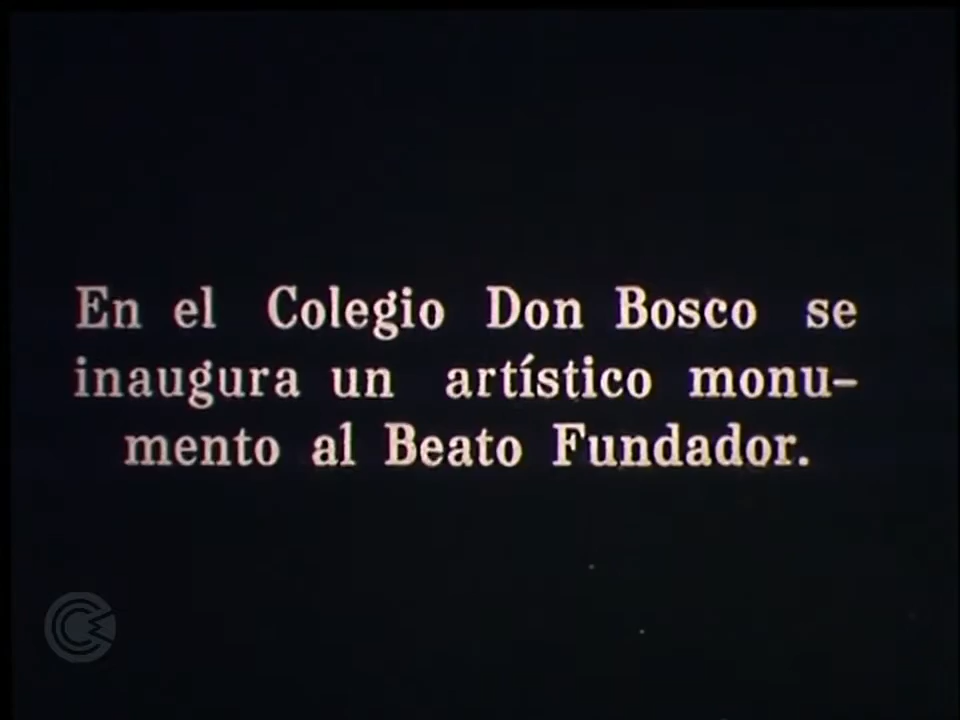 En el Colegio Don Bosco se
inaugura un artístico monu-
mento al Beato Fundador.